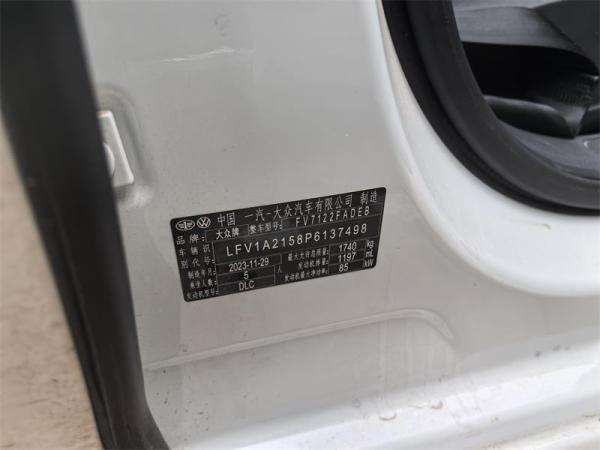 中国 一汽-大众汽车有限公司 制造
品牌: 大众牌 整车型号: FV7122FADEB
车辆识别代号: LFV1A2158P6137498
制造年月: 2023-11-29 最大允许总质量: 1740 kg
乘坐人数: 5 发动机排量: 1197 mL
发动机型号: DLC 发动机最大净功率: 85 kW